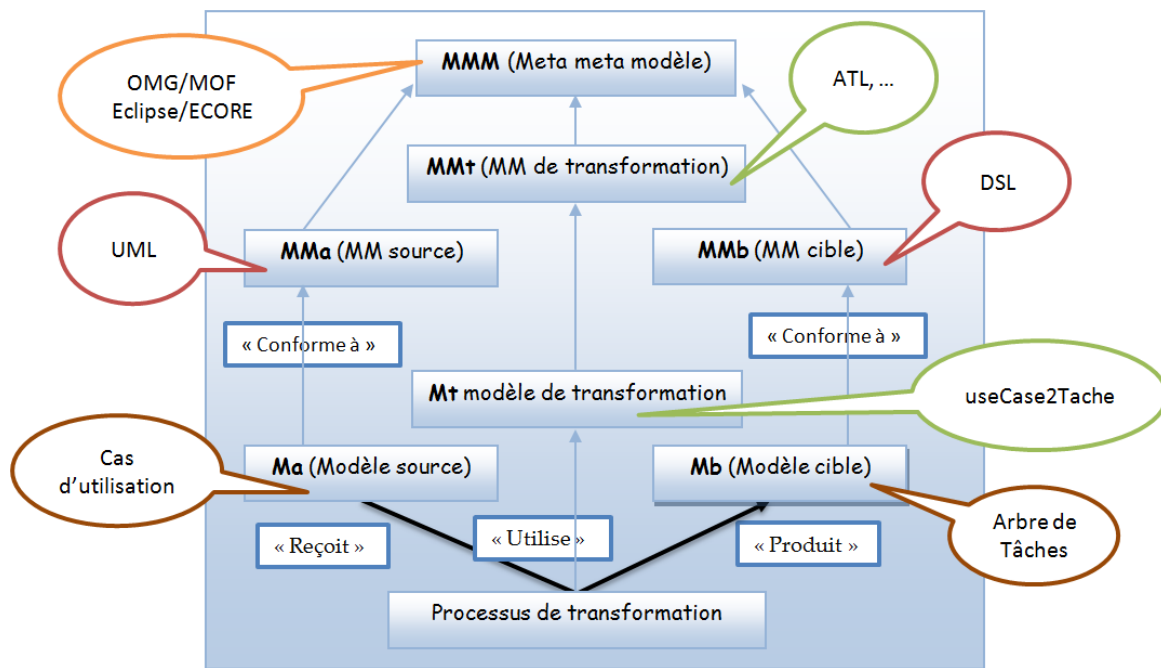 MMM (Meta meta modèle)
OMG/MOF
Eclipse/ECORE
ATL, ...
MMt (MM de transformation)
DSL
UML
MMa (MM source)
MMb (MM cible)
« Conforme à »
« Conforme à »
Mt modèle de transformation
useCase2Tache
Cas
d’utilisation
Ma (Modèle source)
Mb (Modèle cible)
« Reçoit »
« Utilise »
« Produit »
Arbre de
Tâches
Processus de transformation